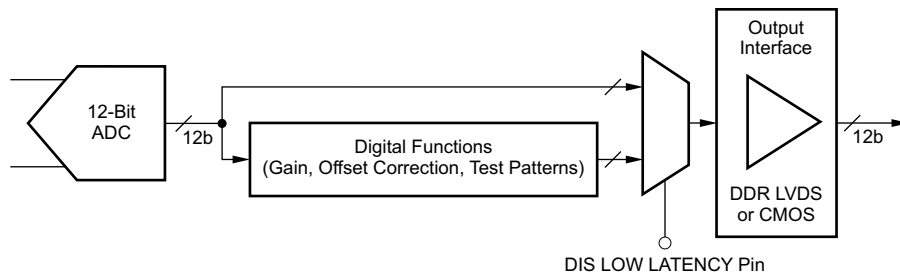 12-Bit
ADC
12b
Digital Functions
(Gain, Offset Correction, Test Patterns)
DIS LOW LATENCY Pin
Output
Interface
DDR LVDS
or CMOS
12b